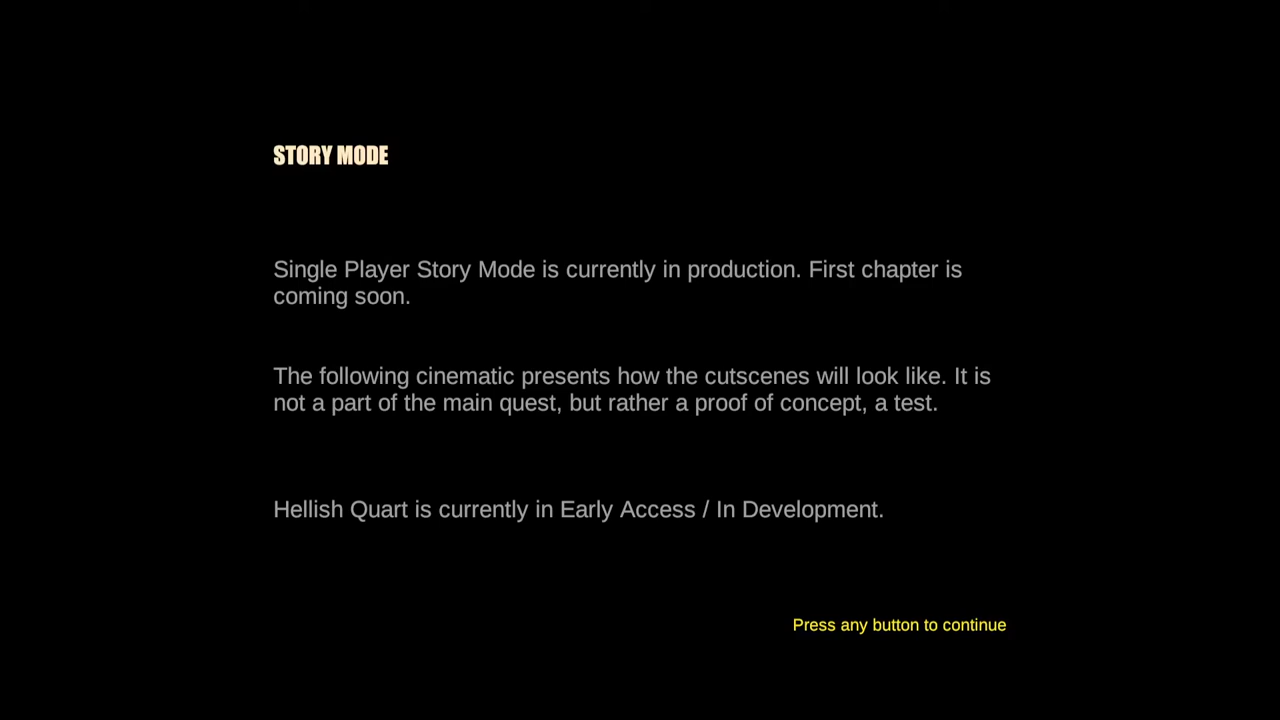 STORY MODE
Single Player Story Mode is currently in production. First chapter is
coming soon.
The following cinematic presents how the cutscenes will look like. It is
not a part of the main quest, but rather a proof of concept, a test.
Hellish Quart is currently in Early Access / In Development.
Press any button to continue